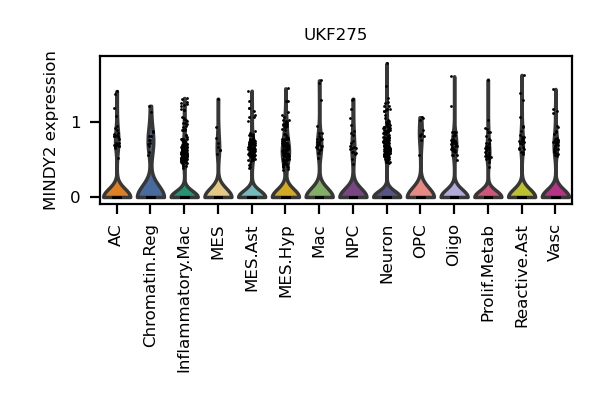 UKF275
MINDY2 expression
1
0
AC
Chromatin.Reg
Inflammatory.Mac
MES
MES.Ast
MES.Hyp
Mac
NPC
Neuron
OPC
Oligo
Prolif.Metab
Reactive.Ast
Vasc